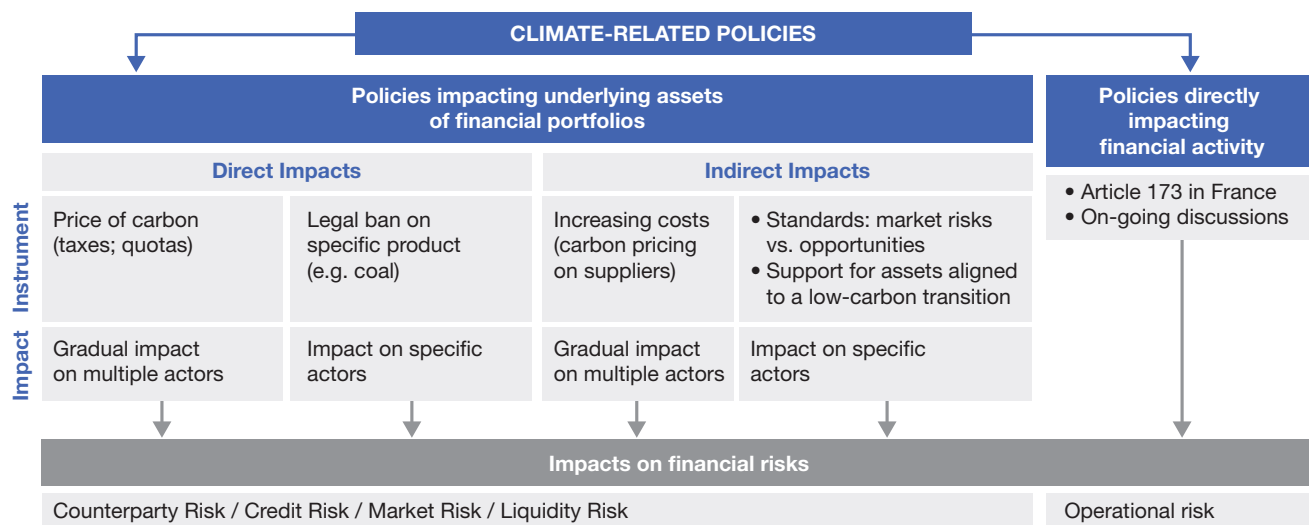 CLIMATE-RELATED POLICIES
Policies impacting underlying assets
of financial portfolios
Policies directly
impacting
financial activity
Direct Impacts
Indirect Impacts
• Article 173 in France
• On-going discussions
Instrument
Price of carbon
(taxes; quotas)
Legal ban on
specific product
(e.g. coal)
Increasing costs
(carbon pricing
on suppliers)
• Standards: market risks
vs. opportunities
• Support for assets aligned
to a low-carbon transition
Impact
Gradual impact
on multiple actors
Impact on specific
actors
Gradual impact
on multiple actors
Impact on specific
actors
Impacts on financial risks
Counterparty Risk / Credit Risk / Market Risk / Liquidity Risk
Operational risk